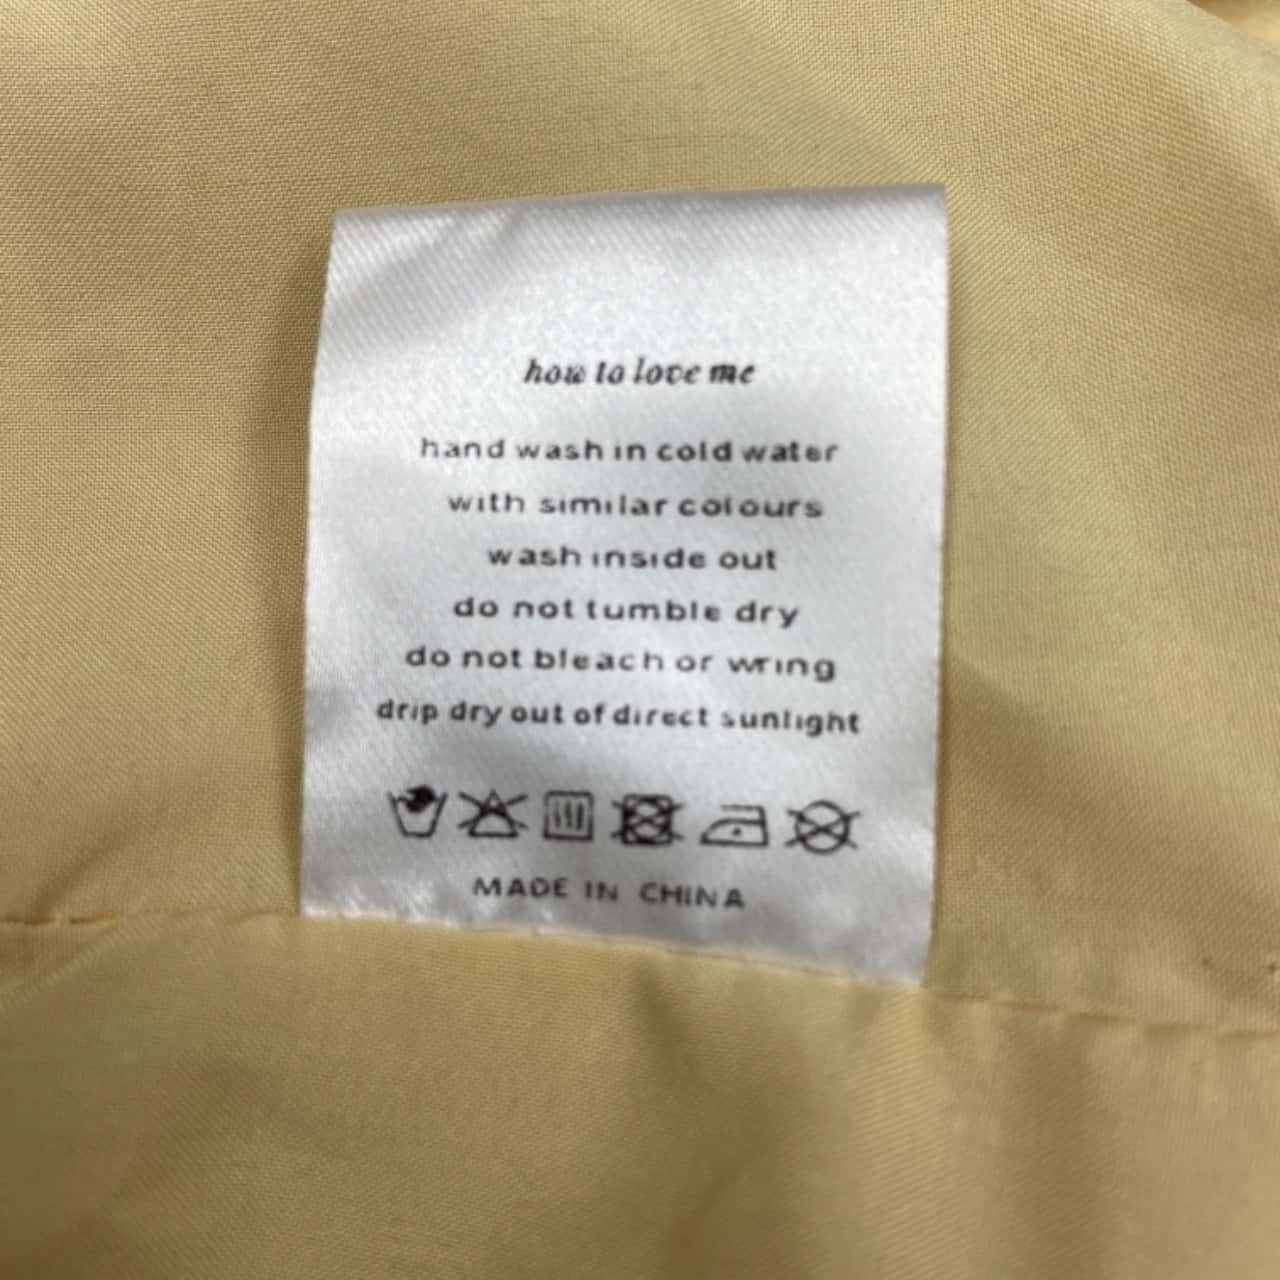 how to love me
hand wash in cold water
with similar colours
wash inside out
do not tumble dry
do not bleach or wring
drip dry out of direct sunlight
MADE IN CHINA